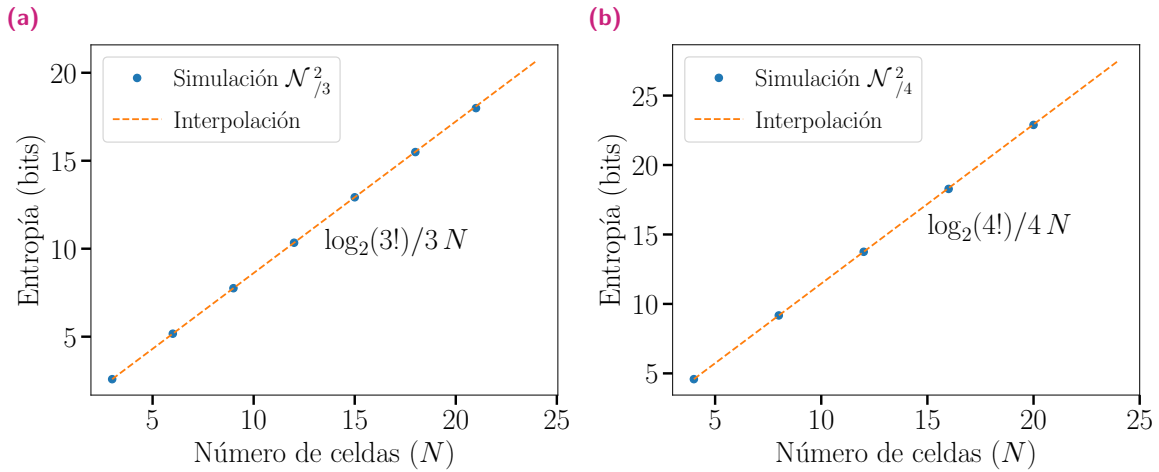 (a)
Simulación 𝒩²/3
Interpolación
log₂(3!)/3 N
Entropía (bits)
20
15
10
5
5 10 15 20 25
Número de celdas (N)
(b)
Simulación 𝒩²/4
Interpolación
log₂(4!)/4 N
Entropía (bits)
25
20
15
10
5
5 10 15 20 25
Número de celdas (N)